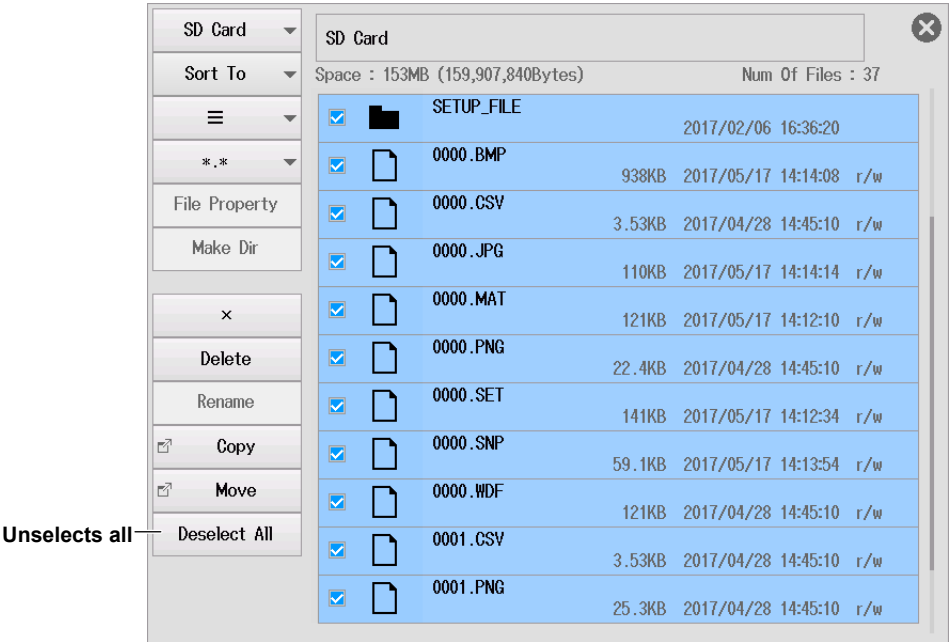 SD Card
Sort To
*.*
File Property
Make Dir
×
Delete
Rename
Copy
Move
Deselect All
Unselects all
SD Card
Space : 153MB (159,907,840Bytes) Num Of Files : 37
SETUP_FILE
2017/02/06 16:36:20
0000.BMP
938KB 2017/05/17 14:14:08 r/w
0000.CSV
3.53KB 2017/04/28 14:45:10 r/w
0000.JPG
110KB 2017/05/17 14:14:14 r/w
0000.MAT
121KB 2017/05/17 14:12:10 r/w
0000.PNG
22.4KB 2017/04/28 14:45:10 r/w
0000.SET
141KB 2017/05/17 14:12:34 r/w
0000.SNP
59.1KB 2017/05/17 14:13:54 r/w
0000.WDF
121KB 2017/04/28 14:45:10 r/w
0001.CSV
3.53KB 2017/04/28 14:45:10 r/w
0001.PNG
25.3KB 2017/04/28 14:45:10 r/w